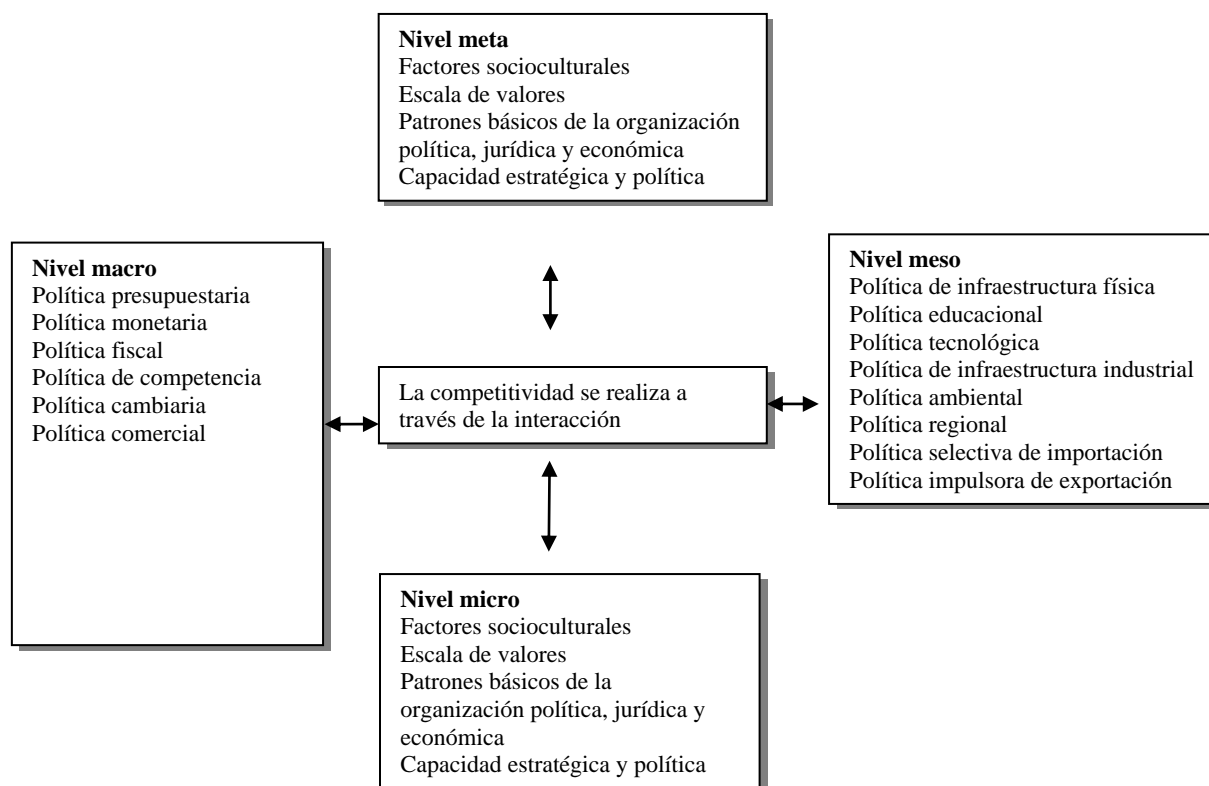 Nivel meta
Factores socioculturales
Escala de valores
Patrones básicos de la organización
política, jurídica y económica
Capacidad estratégica y política
Nivel macro
Política presupuestaria
Política monetaria
Política fiscal
Política de competencia
Política cambiaria
Política comercial
La competitividad se realiza a
través de la interacción
Nivel meso
Política de infraestructura física
Política educacional
Política tecnológica
Política de infraestructura industrial
Política ambiental
Política regional
Política selectiva de importación
Política impulsora de exportación
Nivel micro
Factores socioculturales
Escala de valores
Patrones básicos de la
organización política, jurídica y
económica
Capacidad estratégica y política